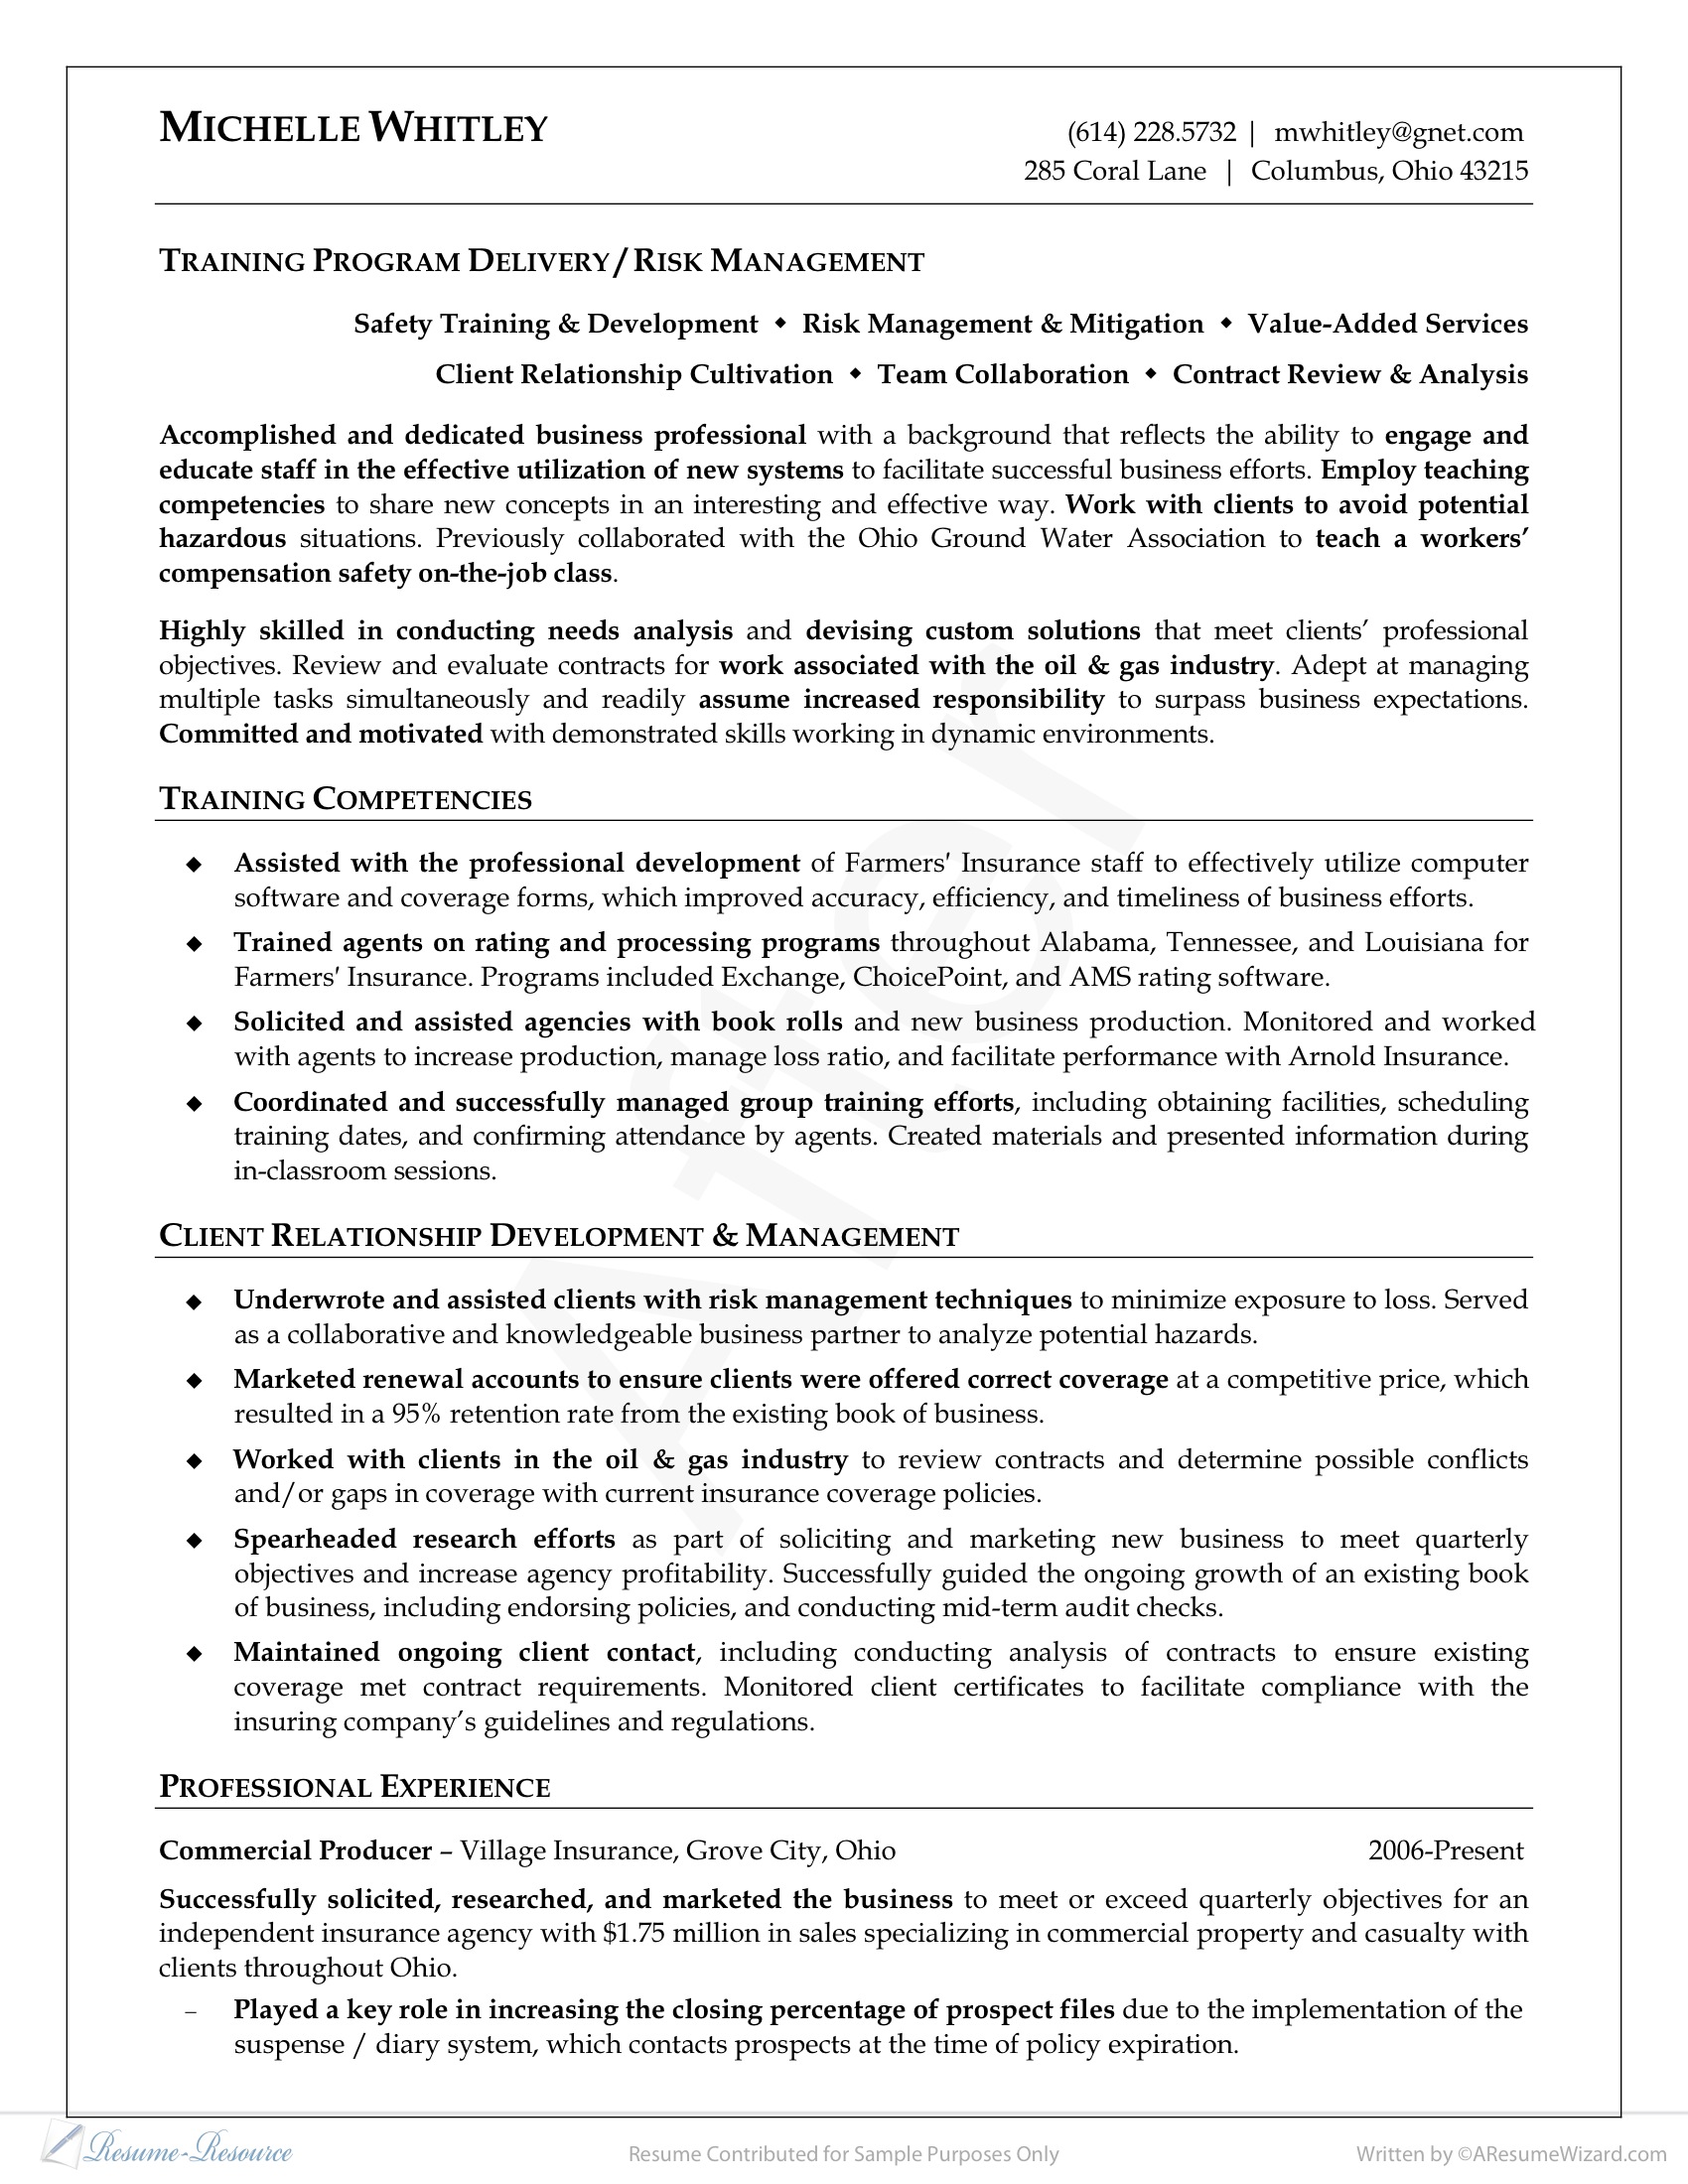 MICHELLE WHITLEY
(614) 228.5732 | mwhitley@gnet.com
285 Coral Lane | Columbus, Ohio 43215
TRAINING PROGRAM DELIVERY/RISK MANAGEMENT
Safety Training & Development ◆ Risk Management & Mitigation ◆ Value-Added Services
Client Relationship Cultivation ◆ Team Collaboration ◆ Contract Review & Analysis
Accomplished and dedicated business professional with a background that reflects the ability to engage and
educate staff in the effective utilization of new systems to facilitate successful business efforts. Employ teaching
competencies to share new concepts in an interesting and effective way. Work with clients to avoid potential
hazardous situations. Previously collaborated with the Ohio Ground Water Association to teach a workers’
compensation safety on-the-job class.
Highly skilled in conducting needs analysis and devising custom solutions that meet clients’ professional
objectives. Review and evaluate contracts for work associated with the oil & gas industry. Adept at managing
multiple tasks simultaneously and readily assume increased responsibility to surpass business expectations.
Committed and motivated with demonstrated skills working in dynamic environments.
TRAINING COMPETENCIES
◆ Assisted with the professional development of Farmers' Insurance staff to effectively utilize computer
software and coverage forms, which improved accuracy, efficiency, and timeliness of business efforts.
◆ Trained agents on rating and processing programs throughout Alabama, Tennessee, and Louisiana for
Farmers' Insurance. Programs included Exchange, ChoicePoint, and AMS rating software.
◆ Solicited and assisted agencies with book rolls and new business production. Monitored and worked
with agents to increase production, manage loss ratio, and facilitate performance with Arnold Insurance.
◆ Coordinated and successfully managed group training efforts, including obtaining facilities, scheduling
training dates, and confirming attendance by agents. Created materials and presented information during
in-classroom sessions.
CLIENT RELATIONSHIP DEVELOPMENT & MANAGEMENT
◆ Underwrote and assisted clients with risk management techniques to minimize exposure to loss. Served
as a collaborative and knowledgeable business partner to analyze potential hazards.
◆ Marketed renewal accounts to ensure clients were offered correct coverage at a competitive price, which
resulted in a 95% retention rate from the existing book of business.
◆ Worked with clients in the oil & gas industry to review contracts and determine possible conflicts
and/or gaps in coverage with current insurance coverage policies.
◆ Spearheaded research efforts as part of soliciting and marketing new business to meet quarterly
objectives and increase agency profitability. Successfully guided the ongoing growth of an existing book
of business, including endorsing policies, and conducting mid-term audit checks.
◆ Maintained ongoing client contact, including conducting analysis of contracts to ensure existing
coverage met contract requirements. Monitored client certificates to facilitate compliance with the
insuring company’s guidelines and regulations.
PROFESSIONAL EXPERIENCE
Commercial Producer – Village Insurance, Grove City, Ohio 2006-Present
Successfully solicited, researched, and marketed the business to meet or exceed quarterly objectives for an
independent insurance agency with $1.75 million in sales specializing in commercial property and casualty with
clients throughout Ohio.
– Played a key role in increasing the closing percentage of prospect files due to the implementation of the
suspense / diary system, which contacts prospects at the time of policy expiration.
After
Resume-Resource
Resume Contributed for Sample Purposes Only
Written by ©AResumeWizard.com